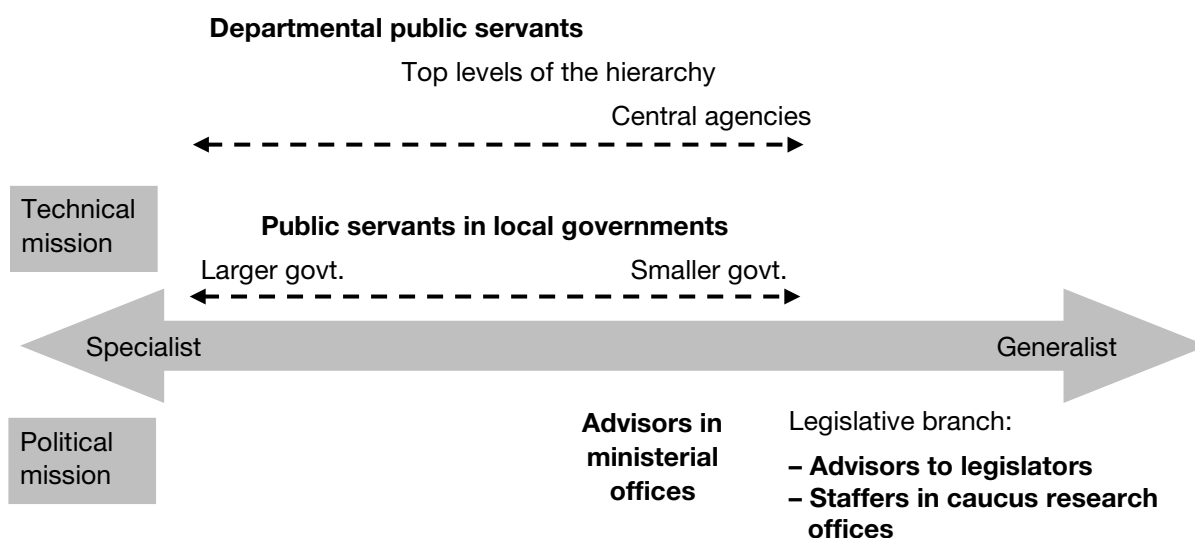 Departmental public servants
Top levels of the hierarchy
Central agencies
Technical
mission
Public servants in local governments
Larger govt.
Smaller govt.
Specialist
Generalist
Political
mission
Advisors in
ministerial
offices
Legislative branch:
– Advisors to legislators
– Staffers in caucus research
offices